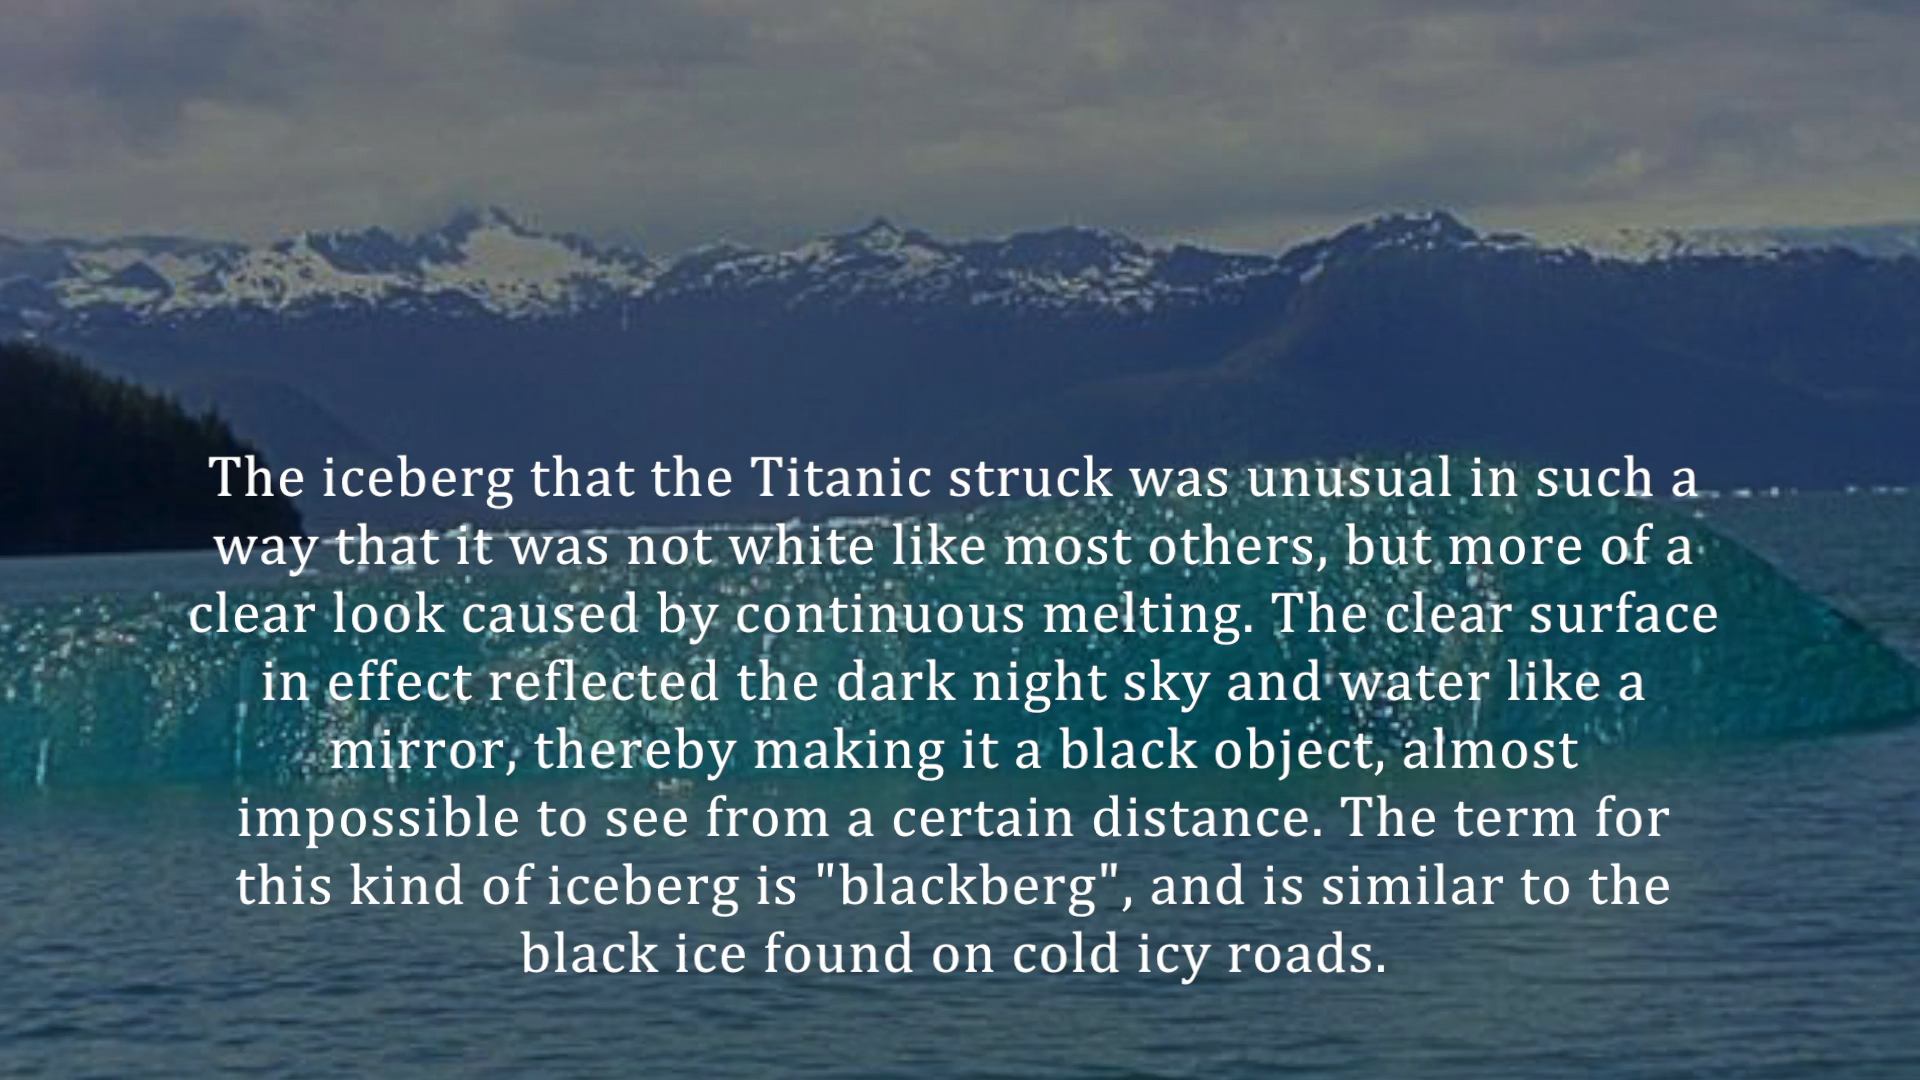 The iceberg that the Titanic struck was unusual in such a
way that it was not white like most others, but more of a
clear look caused by continuous melting. The clear surface
in effect reflected the dark night sky and water like a
mirror, thereby making it a black object, almost
impossible to see from a certain distance. The term for
this kind of iceberg is "blackberg", and is similar to the
black ice found on cold icy roads.